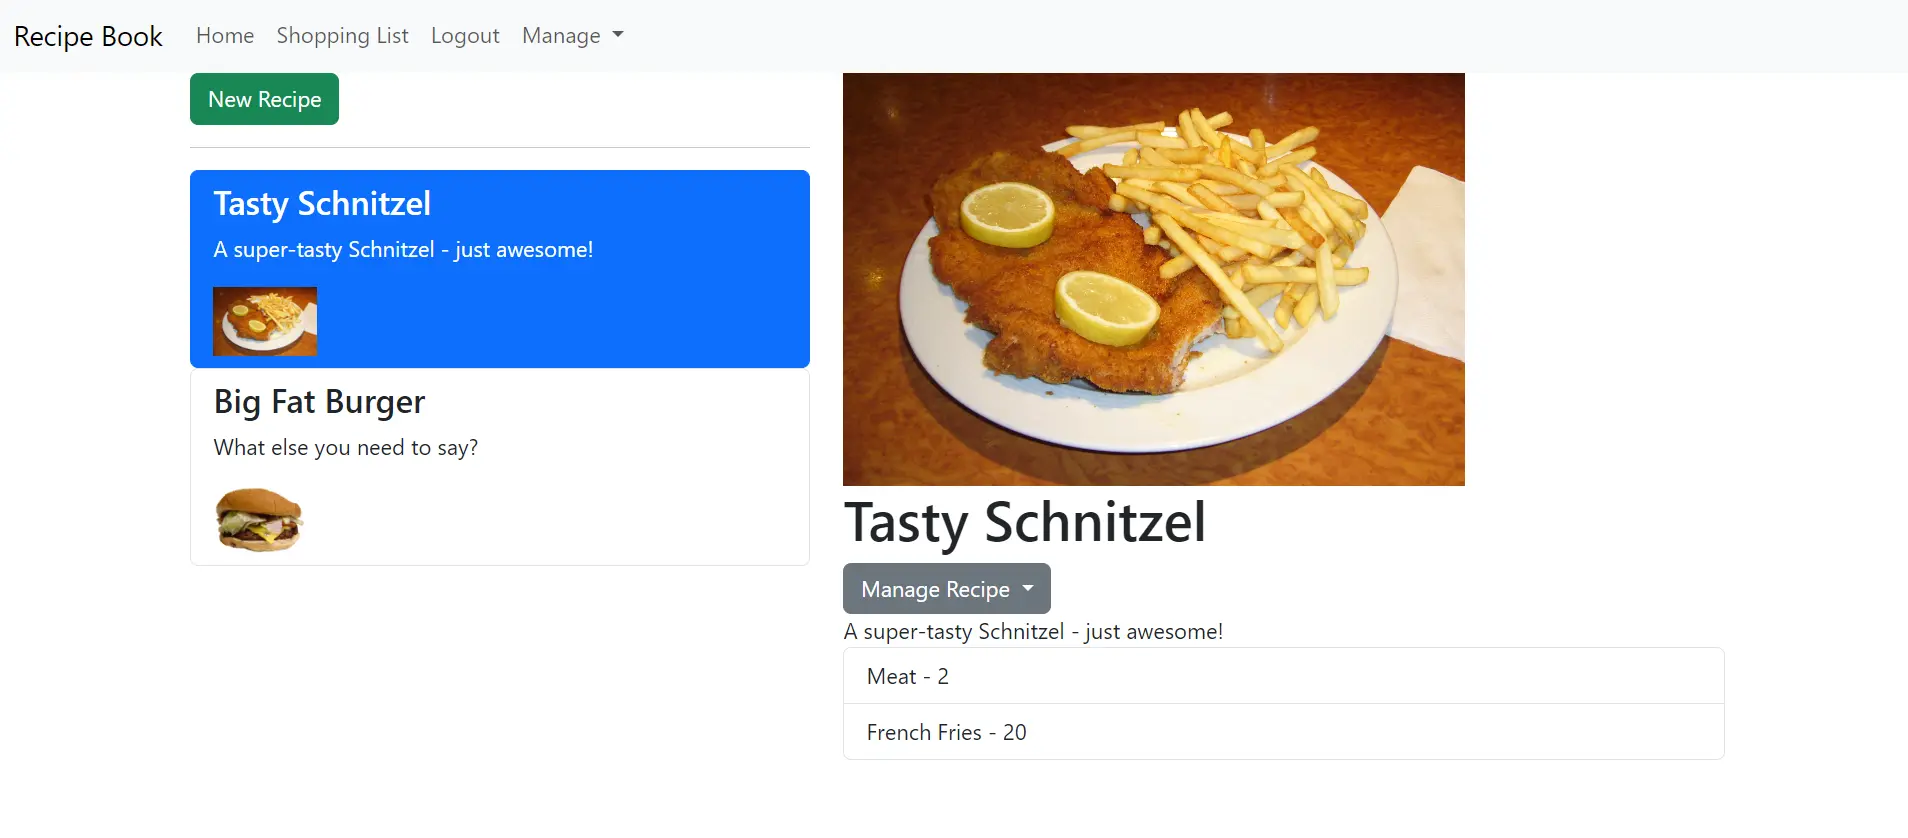 Recipe Book Home Shopping List Logout Manage
New Recipe
Tasty Schnitzel
A super-tasty Schnitzel - just awesome!
Big Fat Burger
What else you need to say?
Tasty Schnitzel
Manage Recipe
A super-tasty Schnitzel - just awesome!
Meat - 2
French Fries - 20